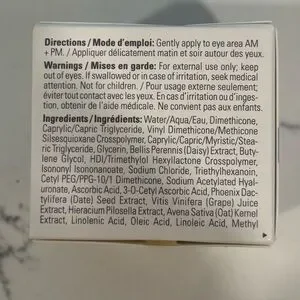 Directions / Mode d'emploi: Gently apply to eye area AM
+ PM. / Appliquer délicatement matin et soir autour des yeux.
Warnings / Mises en garde: For external use only; keep
out of eyes. If swallowed or in case of irritation, seek medical
attention. Not for children. / Pour usage externe seulement;
éviter tout contact avec les yeux. En cas d'irritation ou d'inges-
tion, obtenir de l'aide médicale. Ne convient pas aux enfants.
Ingredients / Ingrédients: Water/Aqua/Eau, Dimethicone,
Caprylic/Capric Triglyceride, Vinyl Dimethicone/Methicone
Silsesquioxane Crosspolymer, Caprylic/Capric/Myristic/Stea-
ric Triglyceride, Glycerin, Bellis Perennis (Daisy) Extract, Buty-
lene Glycol, HDI/Trimethylol Hexyllactone Crosspolymer,
Isononyl Isononanoate, Sodium Chloride, Triethylhexanoin,
Cetyl PEG/PPG-10/1 Dimethicone, Sodium Acetylated Hyal-
uronate, Ascorbic Acid, 3-O-Cetyl Ascorbic Acid, Phoenix Dac-
tylifera (Date) Seed Extract, Vitis Vinifera (Grape) Juice
Extract, Hieracium Pilosella Extract, Avena Sativa (Oat) Kernel
Extract, Linolenic Acid, Oleic Acid, Linoleic Acid, Methyl